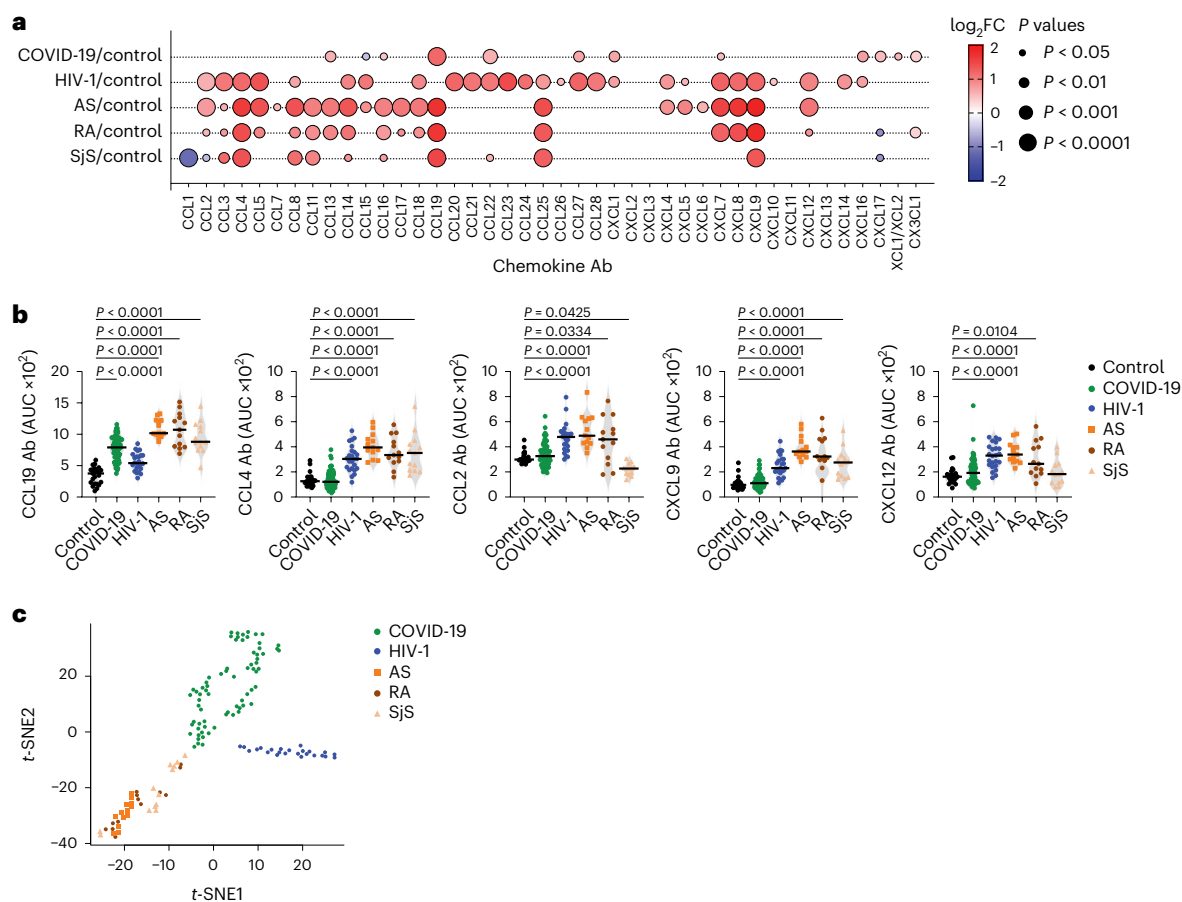 a
log2FC P values
COVID-19/control
HIV-1/control
AS/control
RA/control
SjS/control
2
1
0
−1
−2
P < 0.05
P < 0.01
P < 0.001
P < 0.0001
CCL1
CCL2
CCL3
CCL4
CCL5
CCL7
CCL8
CCL11
CCL13
CCL14
CCL15
CCL16
CCL17
CCL18
CCL19
CCL20
CCL21
CCL22
CCL23
CCL24
CCL25
CCL26
CCL27
CCL28
CXCL1
CXCL2
CXCL3
CXCL4
CXCL5
CXCL6
CXCL7
CXCL8
CXCL9
CXCL10
CXCL11
CXCL12
CXCL13
CXCL14
CXCL16
CXCL17
XCL1/XCL2
CX3CL1
Chemokine Ab
b
P < 0.0001
P < 0.0001
P < 0.0001
P < 0.0001
CCL19 Ab (AUC ×10²)
20
15
10
5
0
Control
COVID-19
HIV-1
AS
RA
SjS
P < 0.0001
P < 0.0001
P < 0.0001
P < 0.0001
CCL4 Ab (AUC ×10²)
10
8
6
4
2
0
Control
COVID-19
HIV-1
AS
RA
SjS
P = 0.0425
P = 0.0334
P < 0.0001
P < 0.0001
CCL2 Ab (AUC ×10²)
10
8
6
4
2
0
Control
COVID-19
HIV-1
AS
RA
SjS
P < 0.0001
P < 0.0001
P < 0.0001
P < 0.0001
CXCL9 Ab (AUC ×10²)
10
8
6
4
2
0
Control
COVID-19
HIV-1
AS
RA
SjS
P = 0.0104
P < 0.0001
P < 0.0001
CXCL12 Ab (AUC ×10²)
10
8
6
4
2
0
Control
COVID-19
HIV-1
AS
RA
SjS
Control
COVID-19
HIV-1
AS
RA
SjS
c
t-SNE2
20
0
−20
−40
−20
−10
0
10
20
t-SNE1
COVID-19
HIV-1
AS
RA
SjS